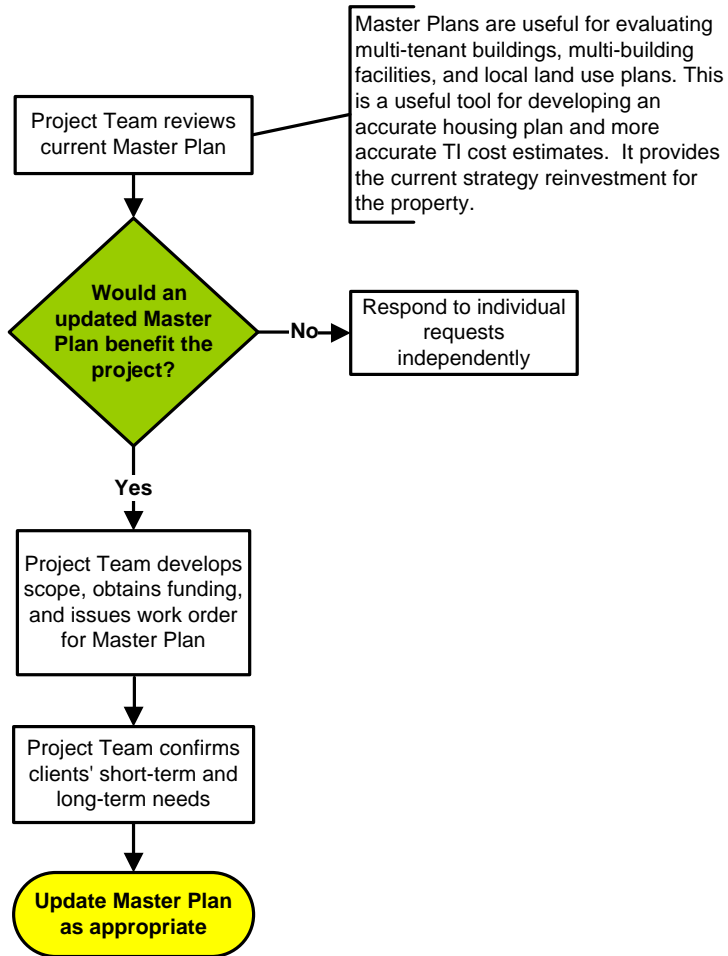 Project Team reviews
current Master Plan
Master Plans are useful for evaluating
multi-tenant buildings, multi-building
facilities, and local land use plans. This
is a useful tool for developing an
accurate housing plan and more
accurate TI cost estimates.  It provides
the current strategy reinvestment for
the property.
Would an
updated Master
Plan benefit the
project?
No
Respond to individual
requests
independently
Yes
Project Team develops
scope, obtains funding,
and issues work order
for Master Plan
Project Team confirms
clients' short-term and
long-term needs
Update Master Plan
as appropriate